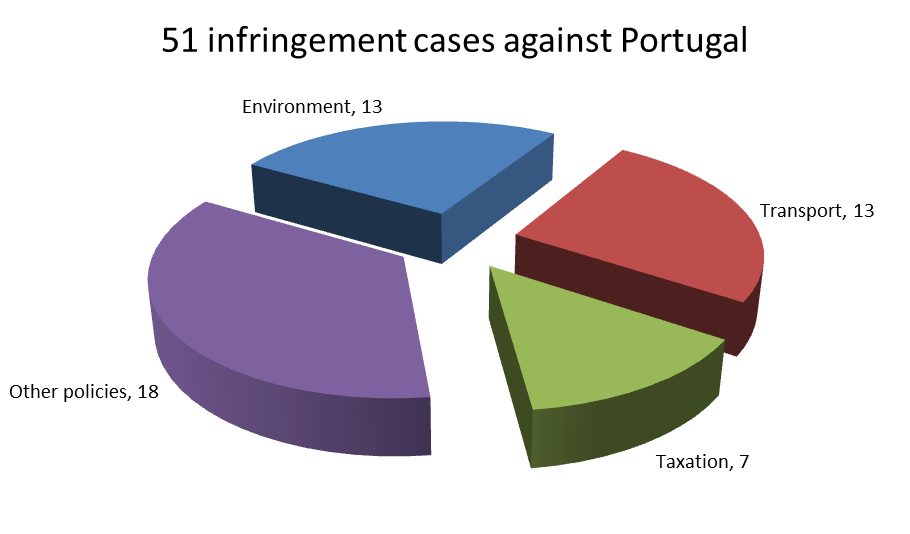 51 infringement cases against Portugal
Environment, 13
Transport, 13
Other policies, 18
Taxation, 7